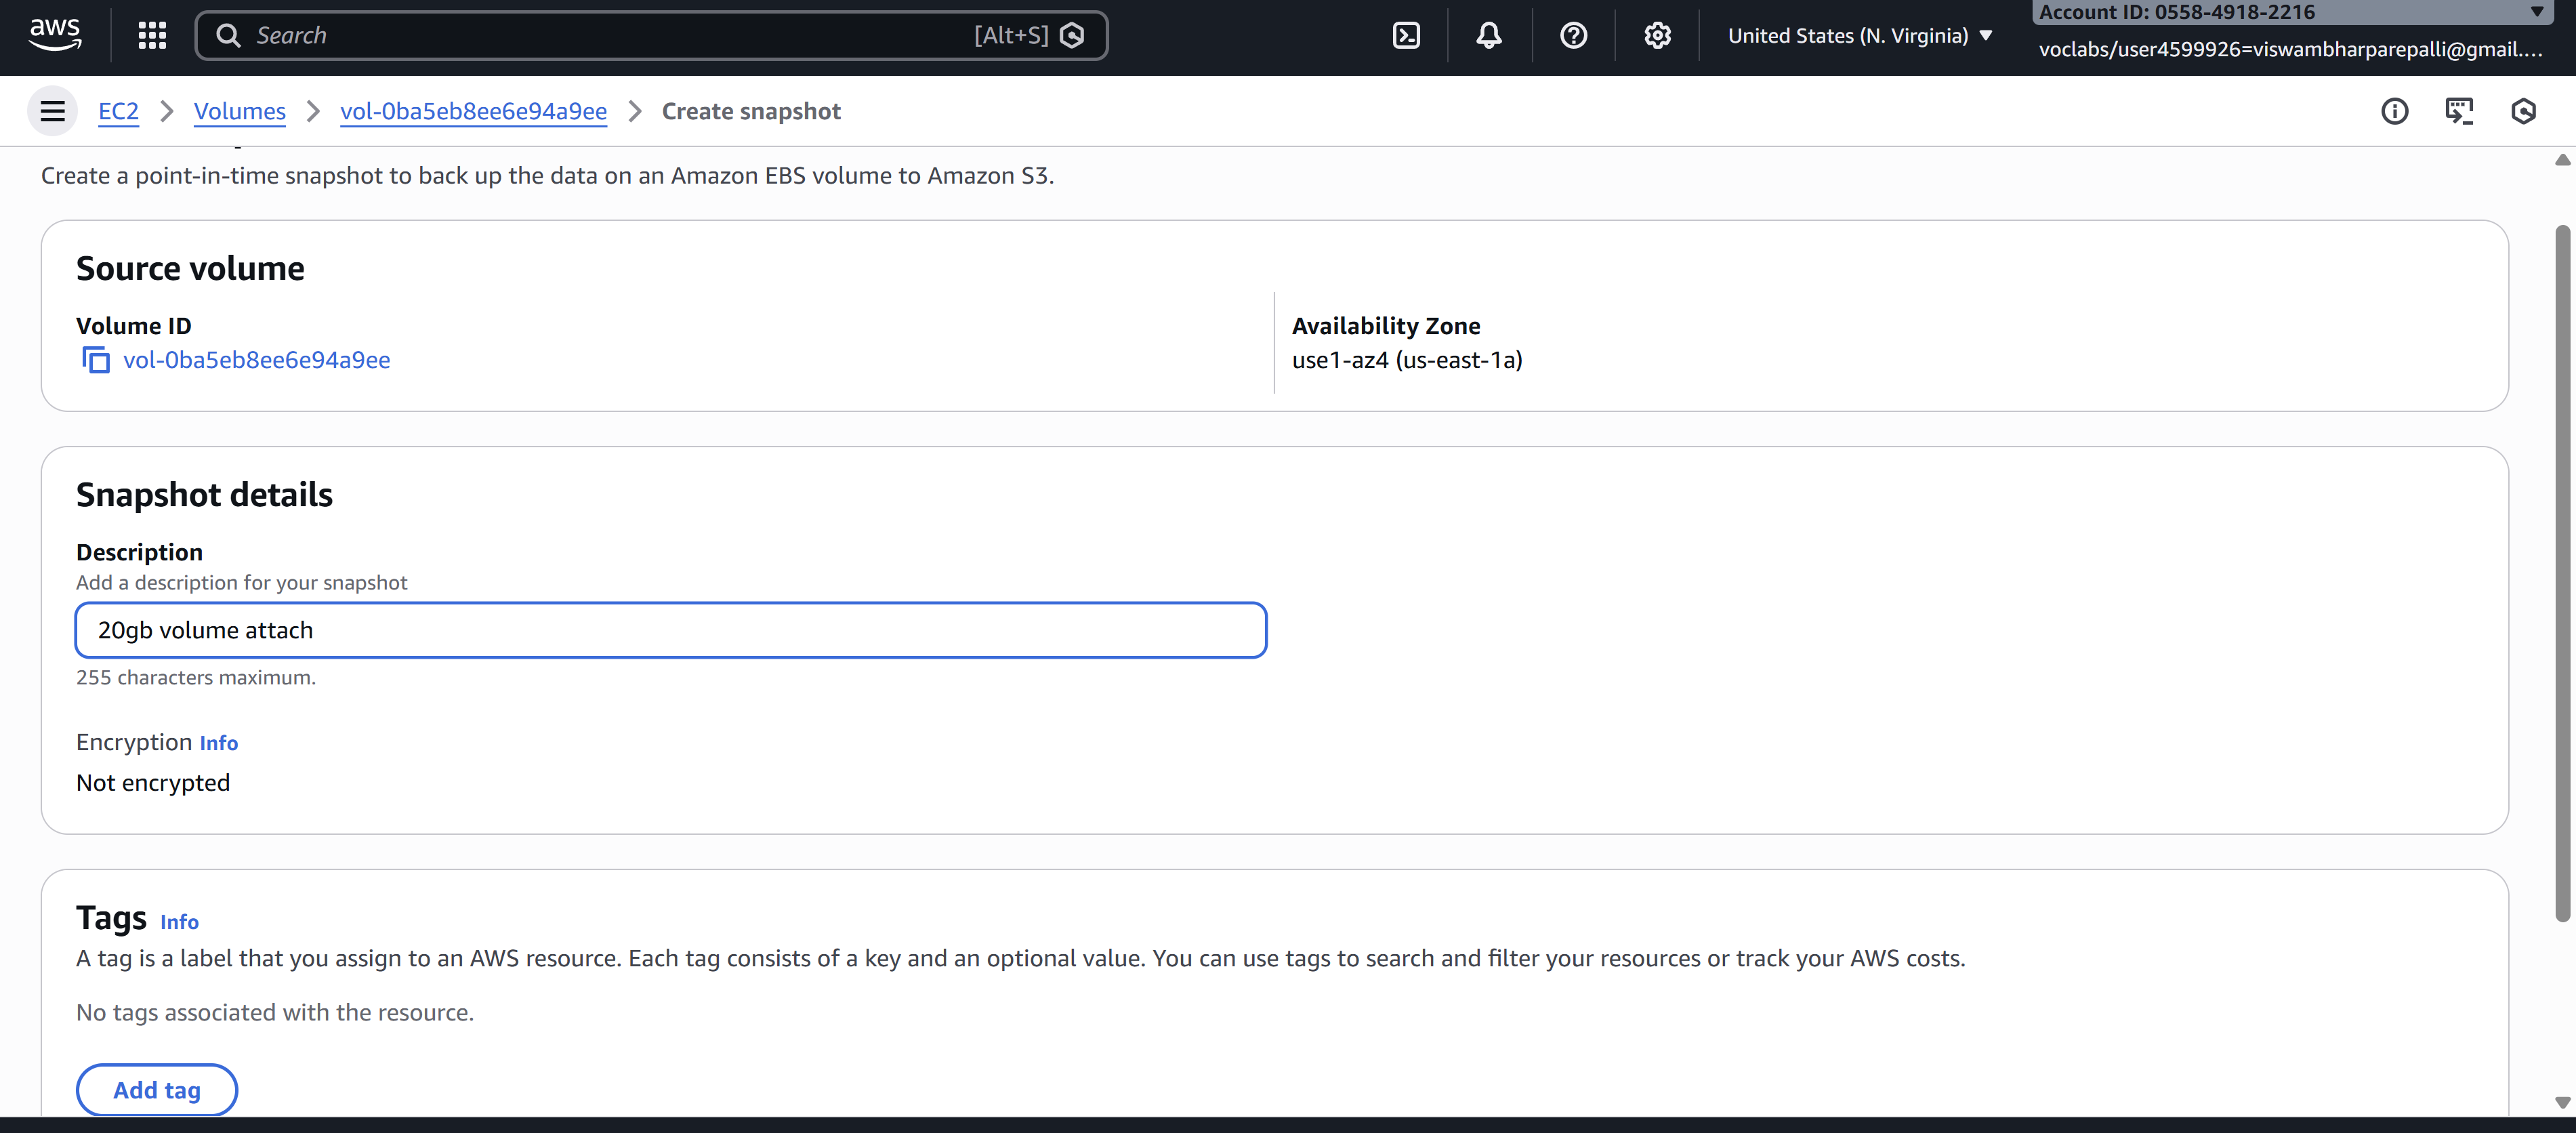 aws
Search [Alt+S]
United States (N. Virginia)
Account ID: 0558-4918-2216
voclabs/user4599926=viswambharparepalli@gmail....
EC2 > Volumes > vol-0ba5eb8ee6e94a9ee > Create snapshot
Create a point-in-time snapshot to back up the data on an Amazon EBS volume to Amazon S3.
Source volume
Volume ID
vol-0ba5eb8ee6e94a9ee
Availability Zone
use1-az4 (us-east-1a)
Snapshot details
Description
Add a description for your snapshot
20gb volume attach
255 characters maximum.
Encryption Info
Not encrypted
Tags Info
A tag is a label that you assign to an AWS resource. Each tag consists of a key and an optional value. You can use tags to search and filter your resources or track your AWS costs.
No tags associated with the resource.
Add tag